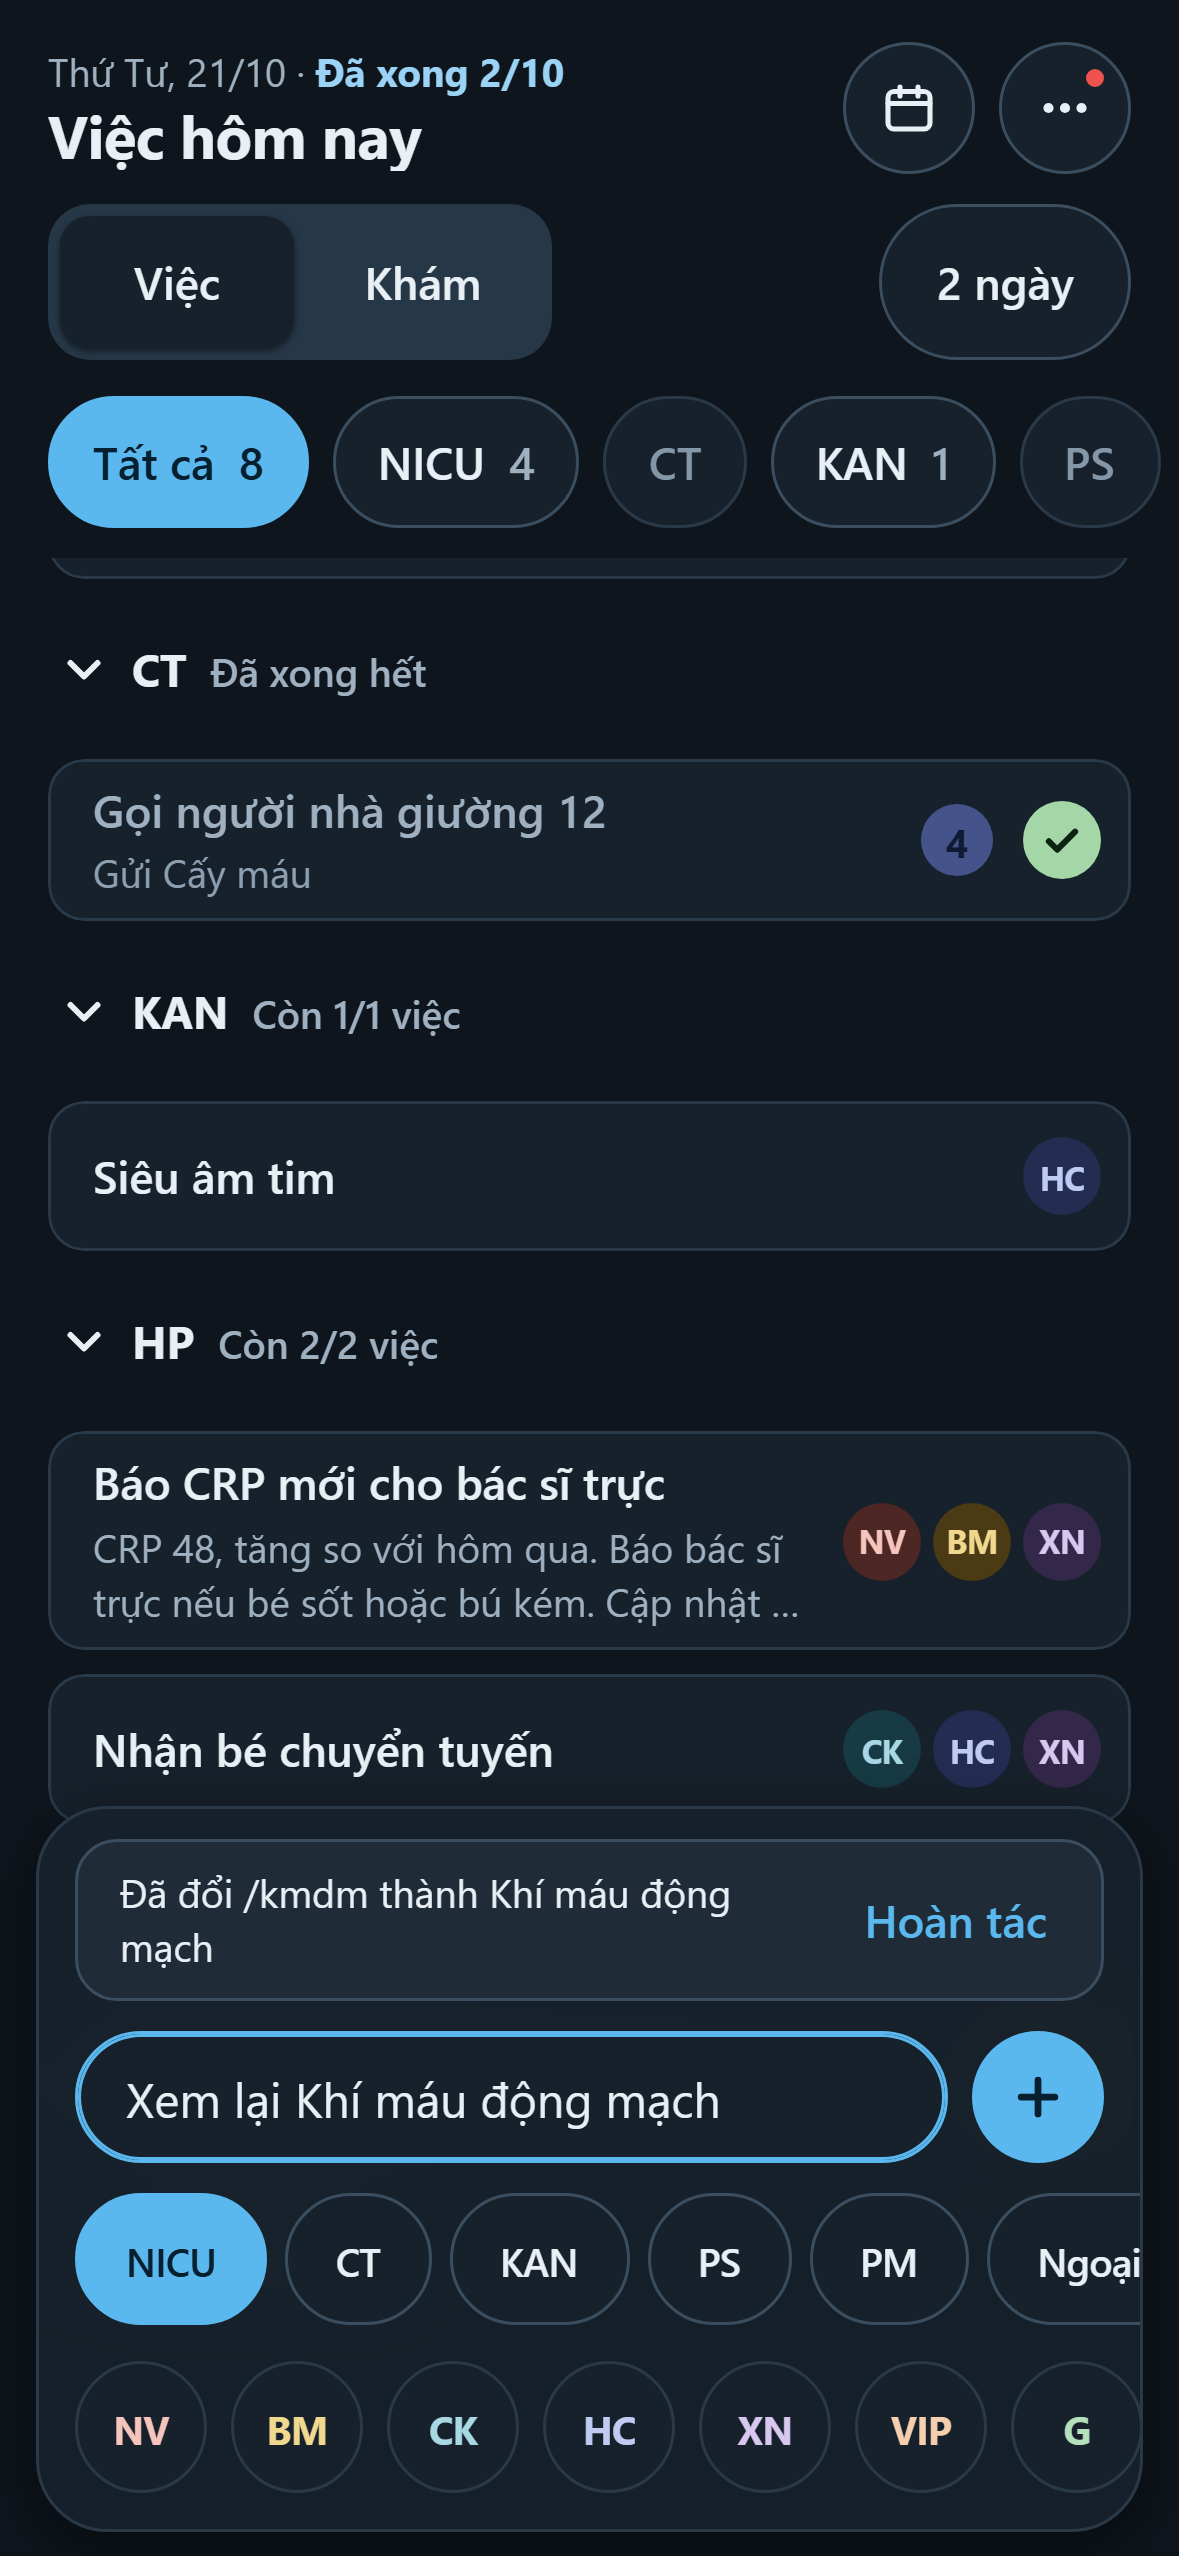 Thứ Tư, 21/10 · Đã xong 2/10
Việc hôm nay
Việc
Khám
2 ngày
Tất cả 8
NICU 4
CT
KAN 1
PS
CT Đã xong hết
Gọi người nhà giường 12
Gửi Cấy máu
4
KAN Còn 1/1 việc
Siêu âm tim
HC
HP Còn 2/2 việc
Báo CRP mới cho bác sĩ trực
CRP 48, tăng so với hôm qua. Báo bác sĩ
trực nếu bé sốt hoặc bú kém. Cập nhật ...
NV BM XN
Nhận bé chuyển tuyến
CK HC XN
Đã đổi /kmdm thành Khí máu động
mạch
Hoàn tác
Xem lại Khí máu động mạch
NICU
CT
KAN
PS
PM
Ngoại
NV
BM
CK
HC
XN
VIP
G